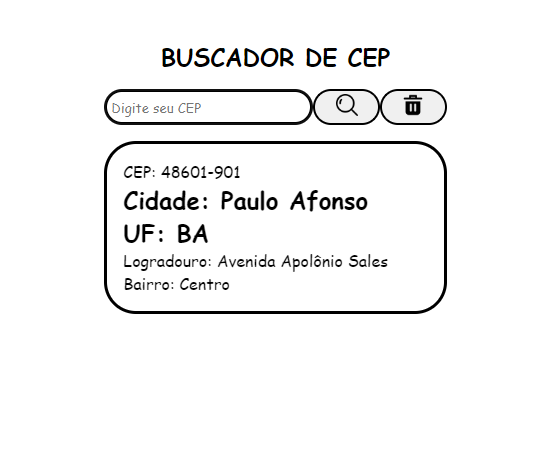 BUSCADOR DE CEP
Digite seu CEP
CEP: 48601-901
Cidade: Paulo Afonso
UF: BA
Logradouro: Avenida Apolônio Sales
Bairro: Centro